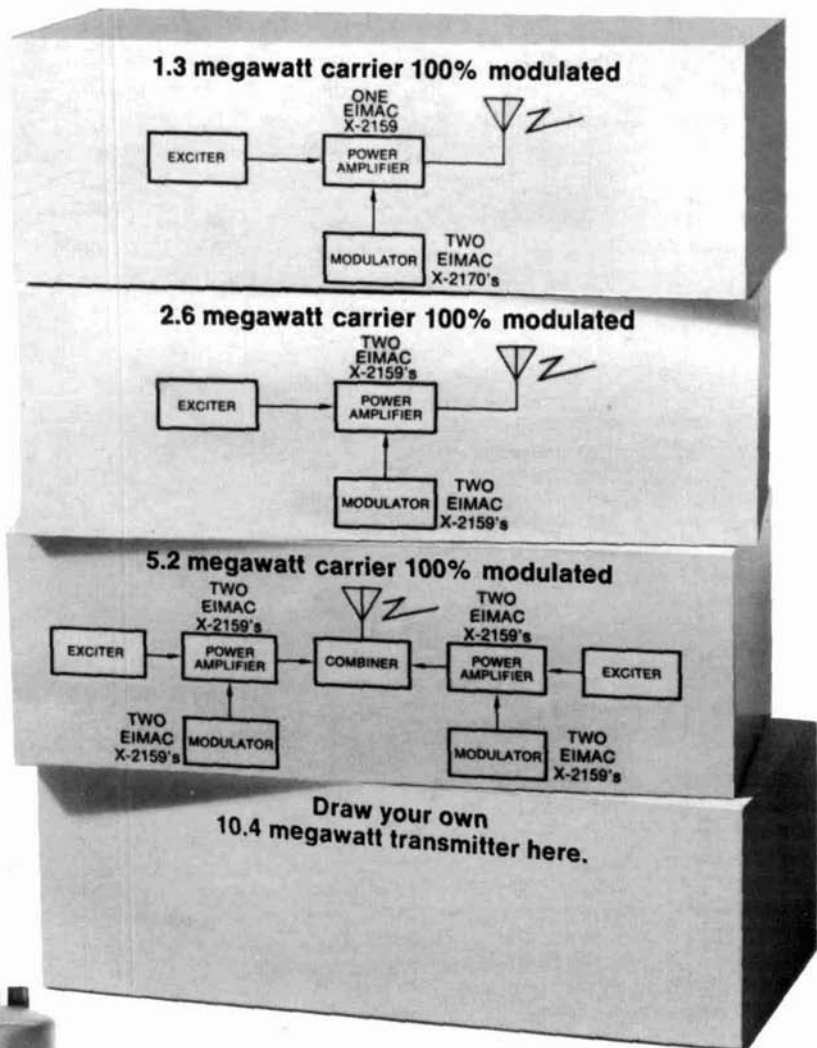 1.3 megawatt carrier 100% modulated
ONE
EIMAC
X-2159
EXCITER
POWER
AMPLIFIER
MODULATOR
TWO
EIMAC
X-2170's
2.6 megawatt carrier 100% modulated
TWO
EIMAC
X-2159's
EXCITER
POWER
AMPLIFIER
MODULATOR
TWO
EIMAC
X-2159's
5.2 megawatt carrier 100% modulated
TWO
EIMAC
X-2159's
TWO
EIMAC
X-2159's
EXCITER
POWER
AMPLIFIER
COMBINER
POWER
AMPLIFIER
EXCITER
TWO
EIMAC
X-2159's
MODULATOR
MODULATOR
TWO
EIMAC
X-2159's
Draw your own
10.4 megawatt transmitter here.